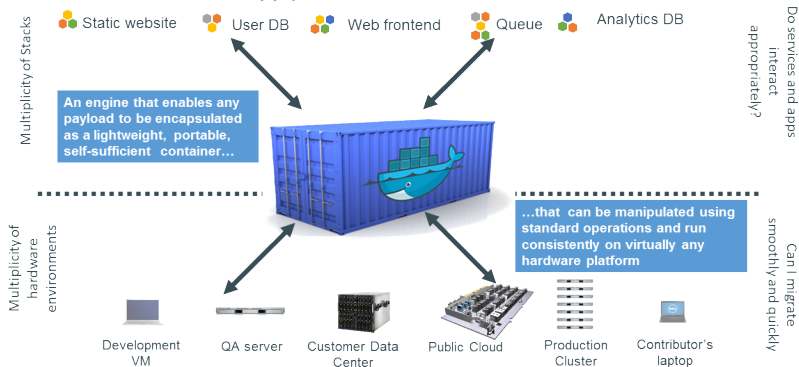 Static website
User DB
Web frontend
Queue
Analytics DB
Multiplicity of Stacks
Do services and apps
interact
appropriately?
An engine that enables any
payload to be encapsulated
as a lightweight, portable,
self-sufficient container…
…that can be manipulated using
standard operations and run
consistently on virtually any
hardware platform
Multiplicity of
hardware
environments
Can I migrate
smoothly and quickly
Development
VM
QA server
Customer Data
Center
Public Cloud
Production
Cluster
Contributor's
laptop